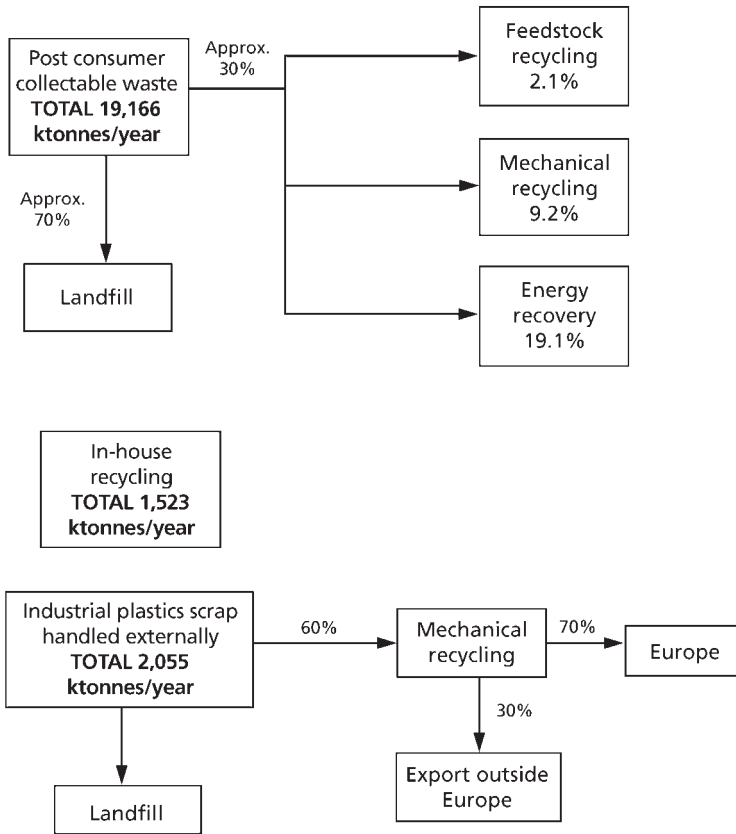 Post consumer
collectable waste
TOTAL 19,166
ktonnes/year
Approx.
30%
Feedstock
recycling
2.1%
Mechanical
recycling
9.2%
Energy
recovery
19.1%
Approx.
70%
Landfill
In-house
recycling
TOTAL 1,523
ktonnes/year
Industrial plastics scrap
handled externally
TOTAL 2,055
ktonnes/year
60%
Mechanical
recycling
70%
Europe
30%
Export outside
Europe
Landfill